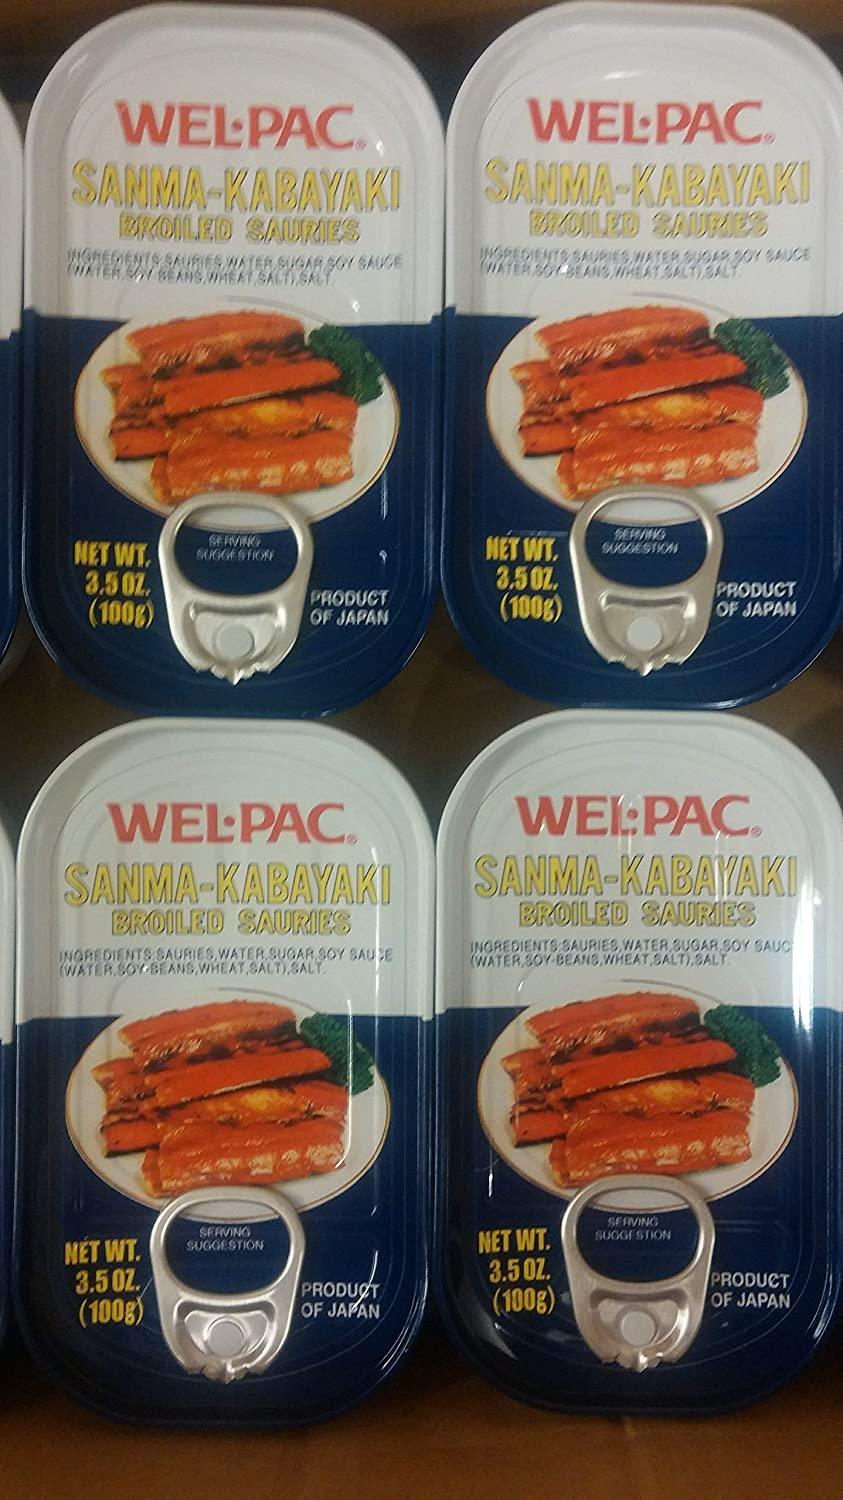 WEL·PAC®
SANMA-KABAYAKI
BROILED SAURIES
INGREDIENTS:SAURIES,WATER,SUGAR,SOY SAUCE
(WATER,SOY-BEANS,WHEAT,SALT),SALT.
SERVING
SUGGESTION
NET WT.
3.5 OZ.
(100g)
PRODUCT
OF JAPAN
WEL·PAC®
SANMA-KABAYAKI
BROILED SAURIES
INGREDIENTS:SAURIES,WATER,SUGAR,SOY SAUCE
(WATER,SOY-BEANS,WHEAT,SALT),SALT.
SERVING
SUGGESTION
NET WT.
3.5 OZ.
(100g)
PRODUCT
OF JAPAN
WEL·PAC®
SANMA-KABAYAKI
BROILED SAURIES
INGREDIENTS:SAURIES,WATER,SUGAR,SOY SAUCE
(WATER,SOY-BEANS,WHEAT,SALT),SALT.
SERVING
SUGGESTION
NET WT.
3.5 OZ.
(100g)
PRODUCT
OF JAPAN
WEL·PAC®
SANMA-KABAYAKI
BROILED SAURIES
INGREDIENTS:SAURIES,WATER,SUGAR,SOY SAUC
(WATER,SOY-BEANS,WHEAT,SALT),SALT.
SERVING
SUGGESTION
NET WT.
3.5 OZ.
(100g)
PRODUCT
OF JAPAN